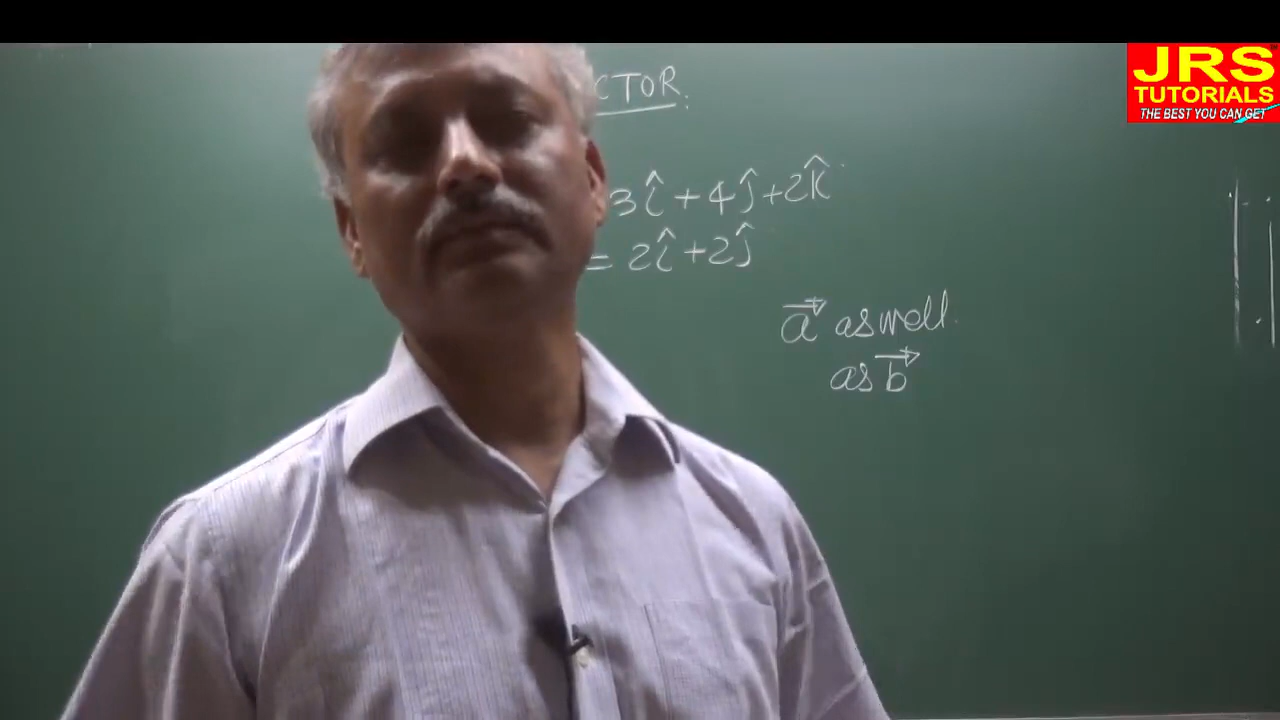 CTOR.
JRS
TUTORIALS
THE BEST YOU CAN GET
3î + 4ĵ + 2k̂
= 2î + 2ĵ
a⃗ as well
as b⃗